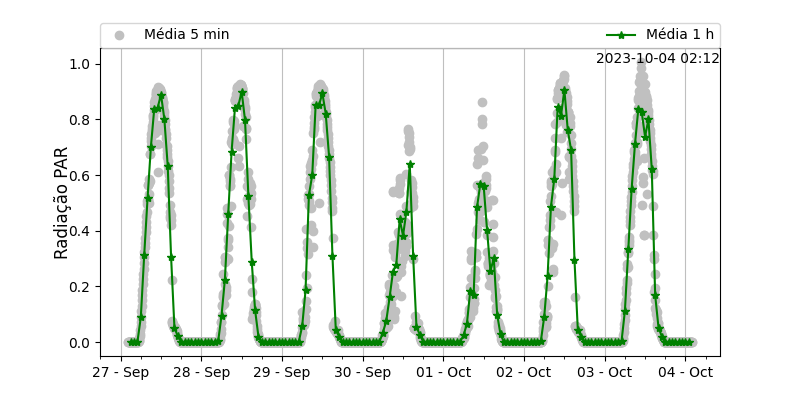 Média 5 min
Média 1 h
2023-10-04 02:12
1.0
0.8
0.6
0.4
0.2
0.0
Radiação PAR
27 - Sep
28 - Sep
29 - Sep
30 - Sep
01 - Oct
02 - Oct
03 - Oct
04 - Oct